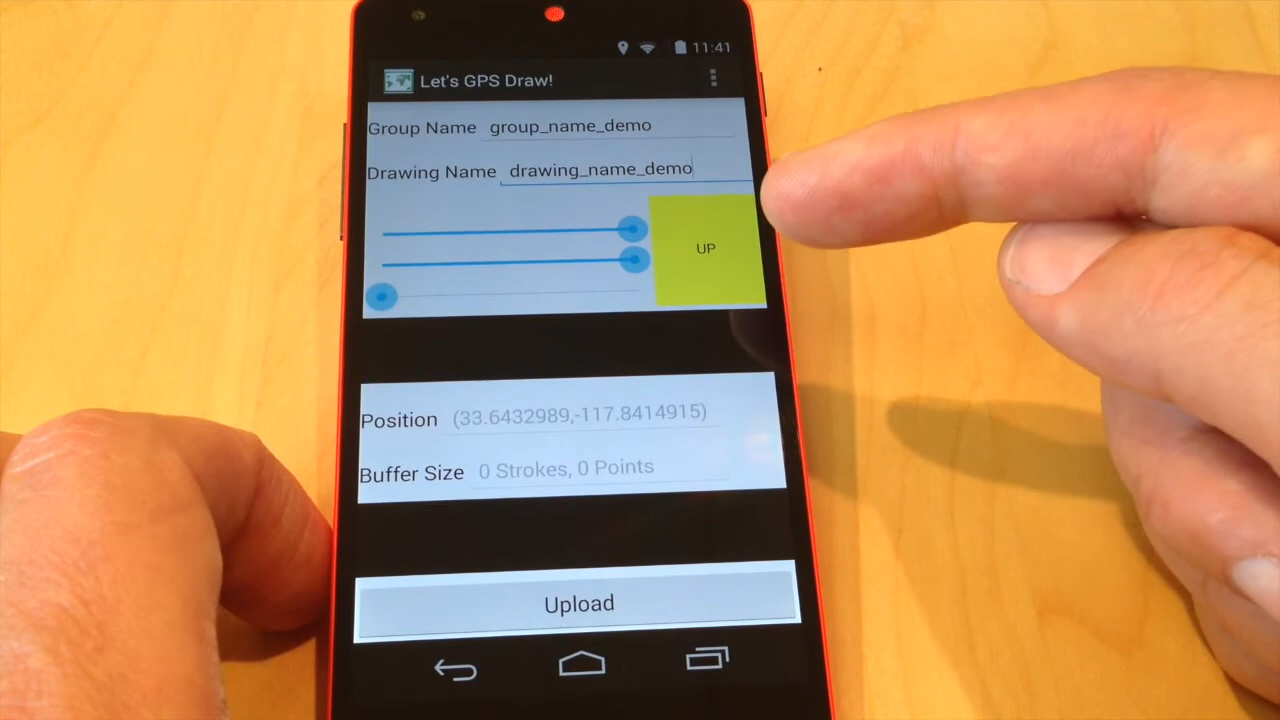 11:41
Let's GPS Draw!
Group Name group_name_demo
Drawing Name drawing_name_demo
UP
Position (33.6432989,-117.8414915)
Buffer Size 0 Strokes, 0 Points
Upload